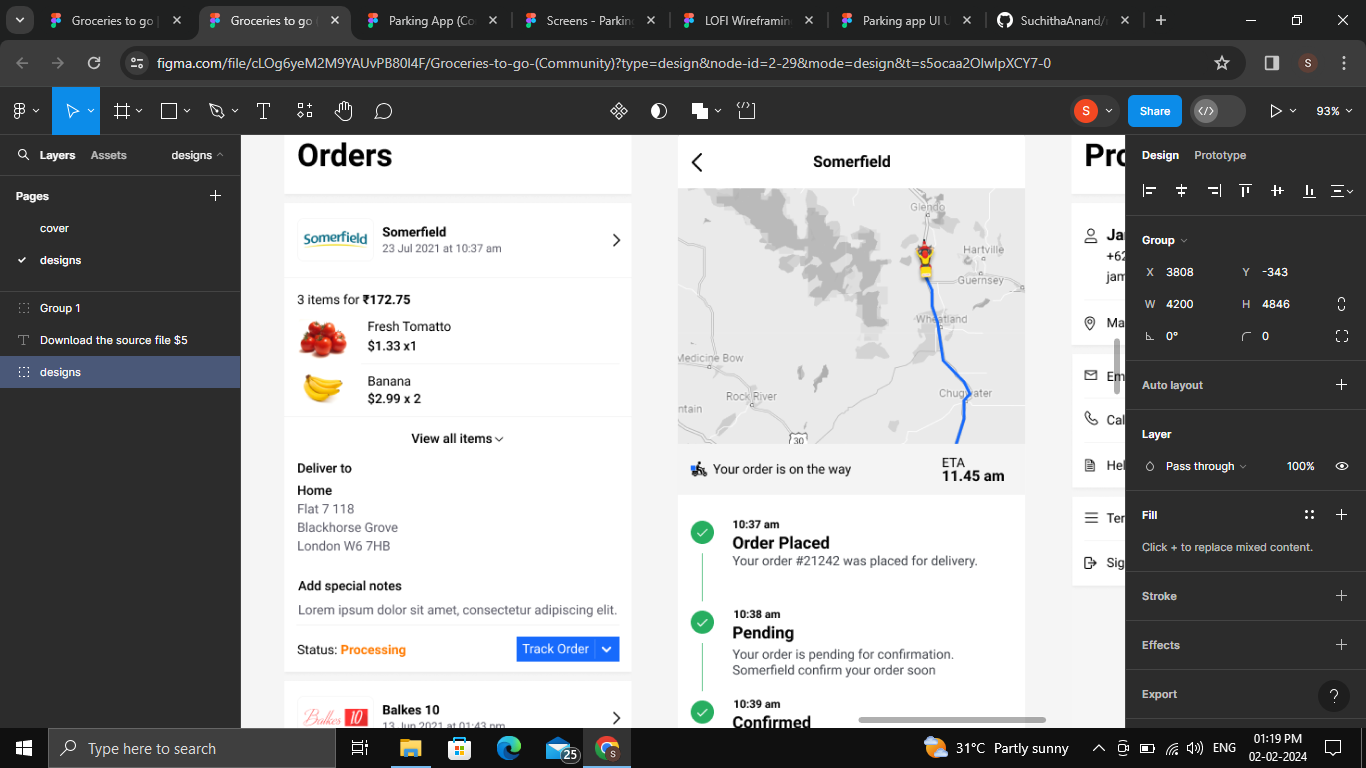 Groceries to go
Groceries to go
Parking App (Co
Screens - Parkin
LOFI Wireframin
Parking app UI
SuchithaAnand/
figma.com/file/cLOg6yeM2M9YAUvPB80I4F/Groceries-to-go-(Community)?type=design&node-id=2-29&mode=design&t=s5ocaa2OlwIpXCY7-0
S
S
Share
93%
Layers
Assets
designs
Pages
cover
designs
Group 1
Download the source file $5
designs
Orders
Somerfield
Somerfield
23 Jul 2021 at 10:37 am
3 items for ₹172.75
Fresh Tomatto
$1.33 x1
Banana
$2.99 x 2
View all items
Deliver to
Home
Flat 7 118
Blackhorse Grove
London W6 7HB
Add special notes
Lorem ipsum dolor sit amet, consectetur adipiscing elit.
Status: Processing
Track Order
Balkes 10
Balkes 10
13 Jun 2021 at 01:43 pm
Somerfield
Glendo
Hartville
Guernsey
Wheatland
Medicine Bow
Rock River
Chugwater
ntain
30
Your order is on the way
ETA
11.45 am
10:37 am
Order Placed
Your order #21242 was placed for delivery.
10:38 am
Pending
Your order is pending for confirmation.
Somerfield confirm your order soon
10:39 am
Confirmed
Pro
Jar
+62
jam
Ma
Em
Cal
Hel
Ter
Sig
Design
Prototype
Group
X 3808 Y -343
W 4200 H 4846
0° 0
Auto layout
Layer
Pass through 100%
Fill
Click + to replace mixed content.
Stroke
Effects
Export
?
Type here to search
25
S
31°C Partly sunny
ENG
01:19 PM
02-02-2024